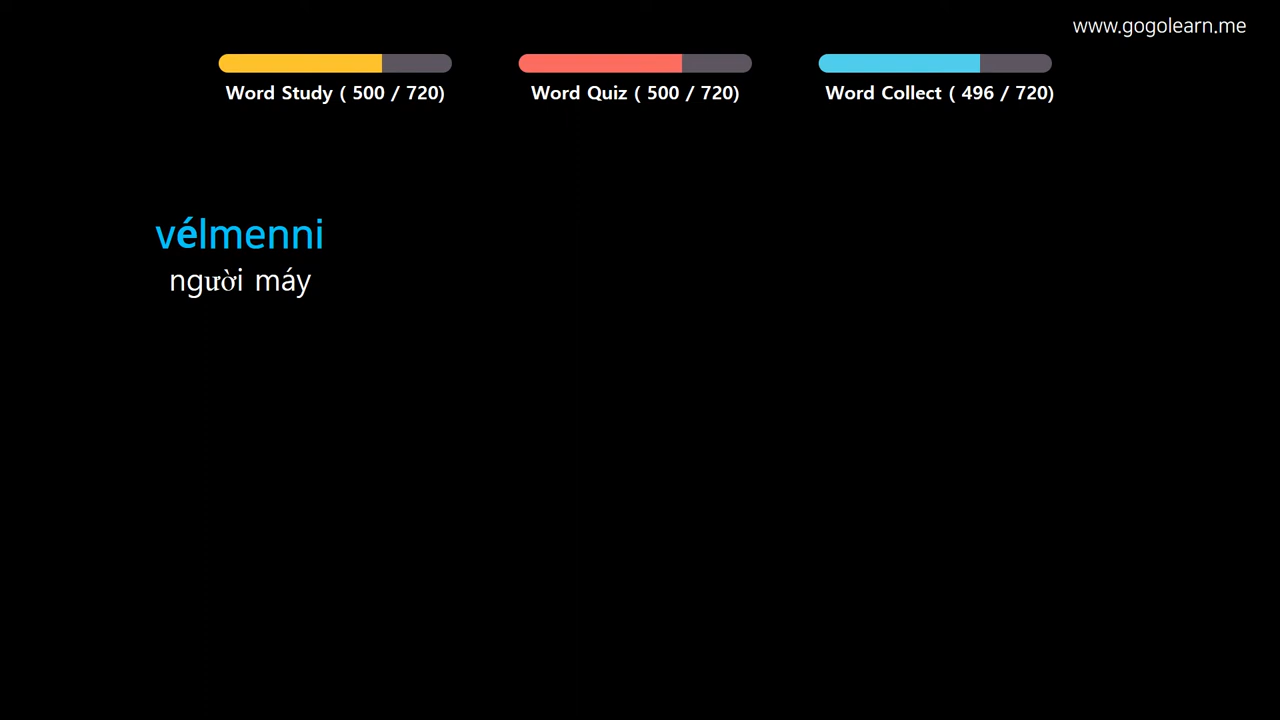 www.gogolearn.me
Word Study ( 500 / 720)
Word Quiz ( 500 / 720)
Word Collect ( 496 / 720)
vélmenni
người máy